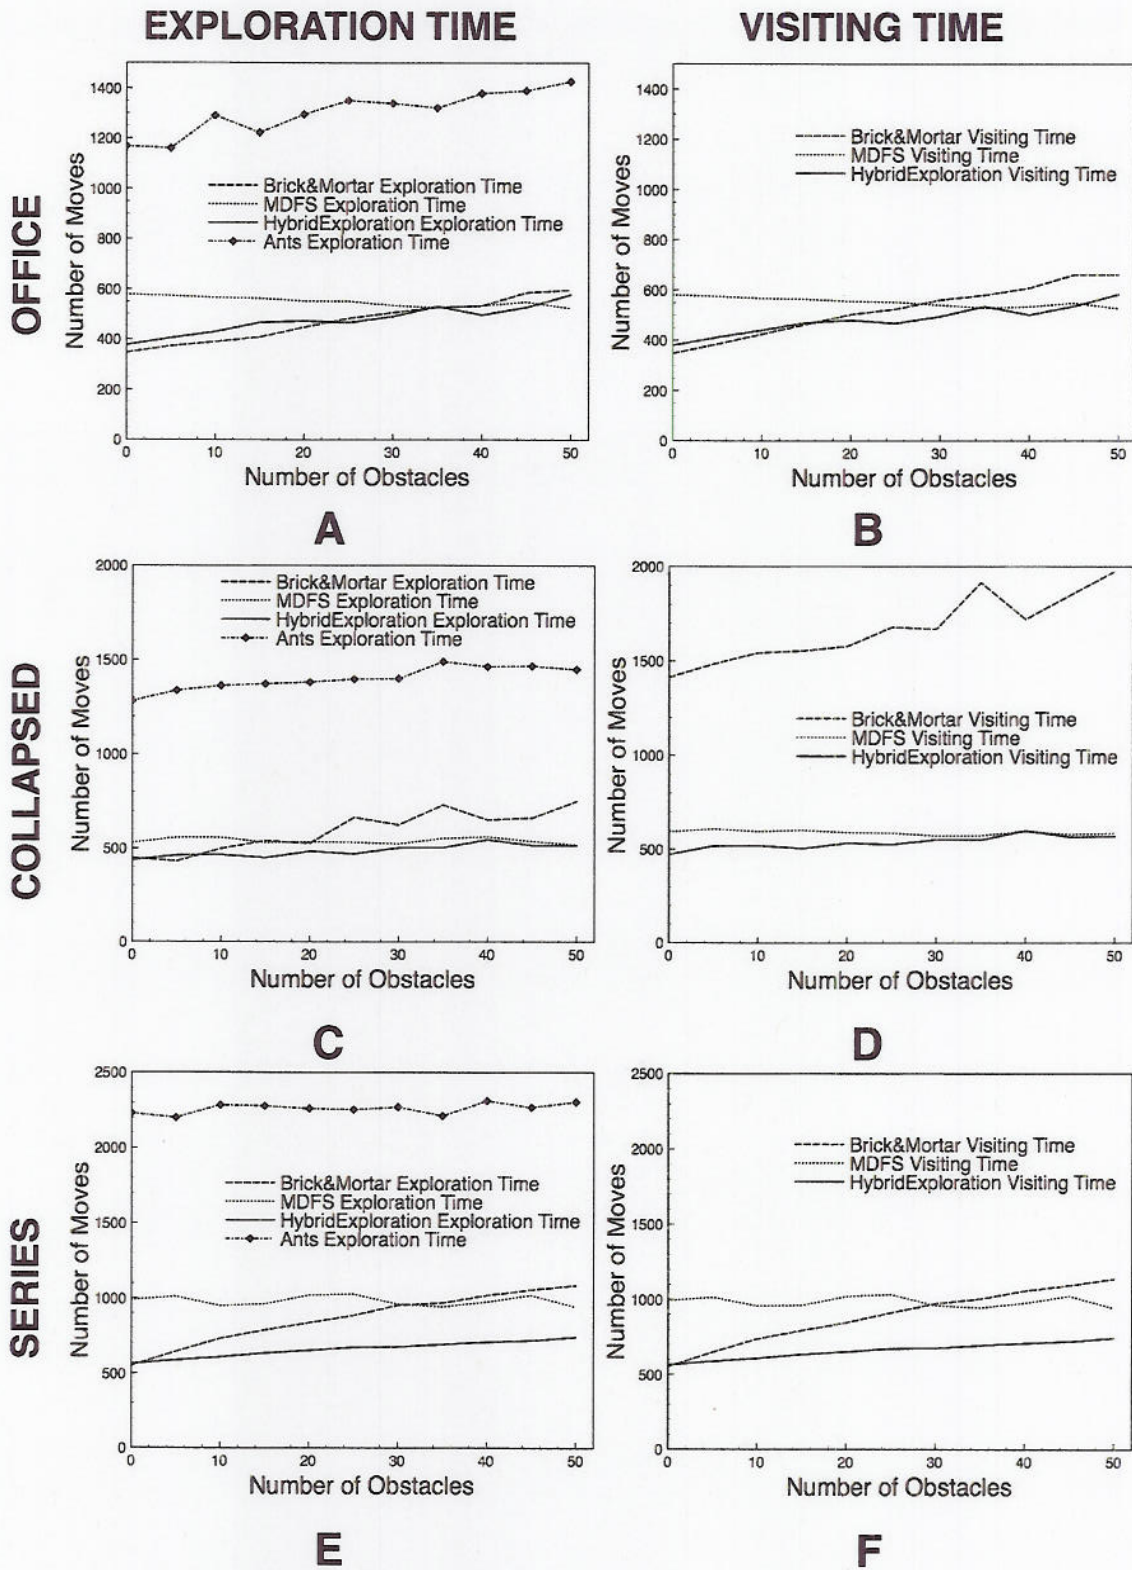 EXPLORATION TIME
VISITING TIME
OFFICE
Number of Moves
1400
1200
1000
800
600
400
200
0
Brick&Mortar Exploration Time
MDFS Exploration Time
HybridExploration Exploration Time
Ants Exploration Time
0 10 20 30 40 50
Number of Obstacles
A
Number of Moves
1400
1200
1000
800
600
400
200
0
Brick&Mortar Visiting Time
MDFS Visiting Time
HybridExploration Visiting Time
0 10 20 30 40 50
Number of Obstacles
B
COLLAPSED
Number of Moves
2000
1500
1000
500
0
Brick&Mortar Exploration Time
MDFS Exploration Time
HybridExploration Exploration Time
Ants Exploration Time
0 10 20 30 40 50
Number of Obstacles
C
Number of Moves
2000
1500
1000
500
0
Brick&Mortar Visiting Time
MDFS Visiting Time
HybridExploration Visiting Time
0 10 20 30 40 50
Number of Obstacles
D
SERIES
Number of Moves
2500
2000
1500
1000
500
0
Brick&Mortar Exploration Time
MDFS Exploration Time
HybridExploration Exploration Time
Ants Exploration Time
0 10 20 30 40 50
Number of Obstacles
E
Number of Moves
2500
2000
1500
1000
500
0
Brick&Mortar Visiting Time
MDFS Visiting Time
HybridExploration Visiting Time
0 10 20 30 40 50
Number of Obstacles
F